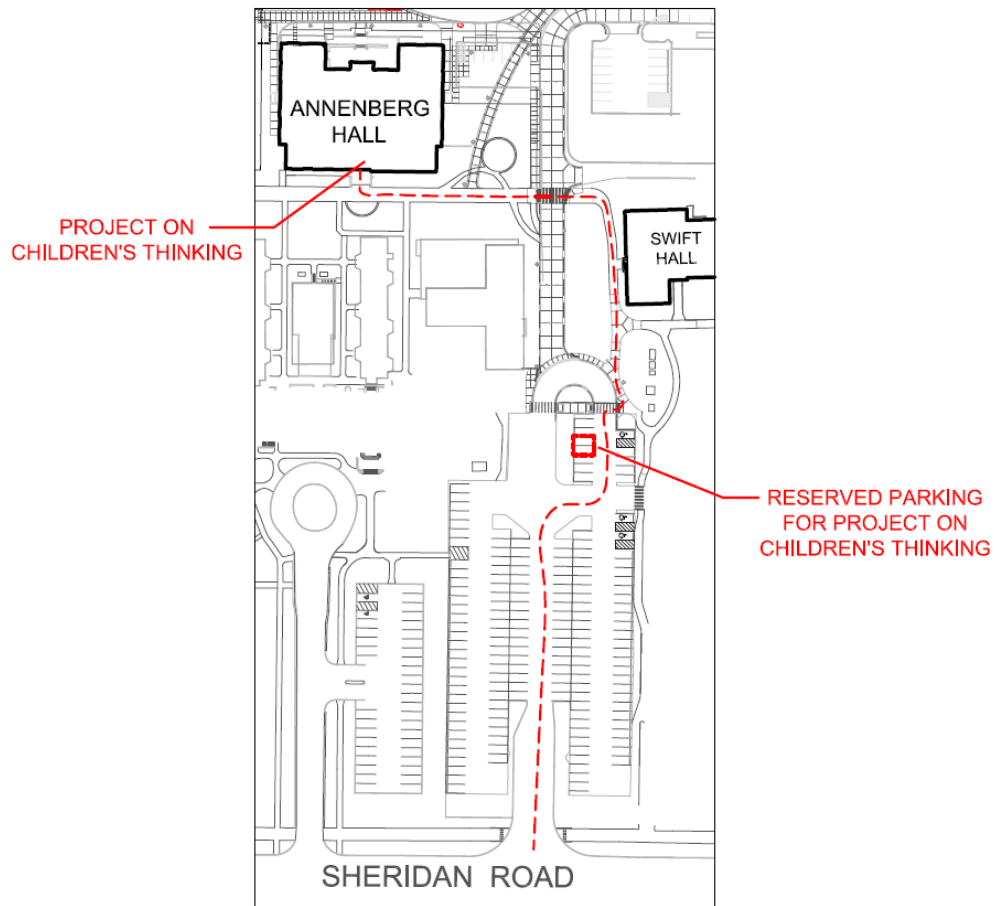 ANNENBERG
HALL
PROJECT ON
CHILDREN'S THINKING
SWIFT
HALL
RESERVED PARKING
FOR PROJECT ON
CHILDREN'S THINKING
SHERIDAN ROAD